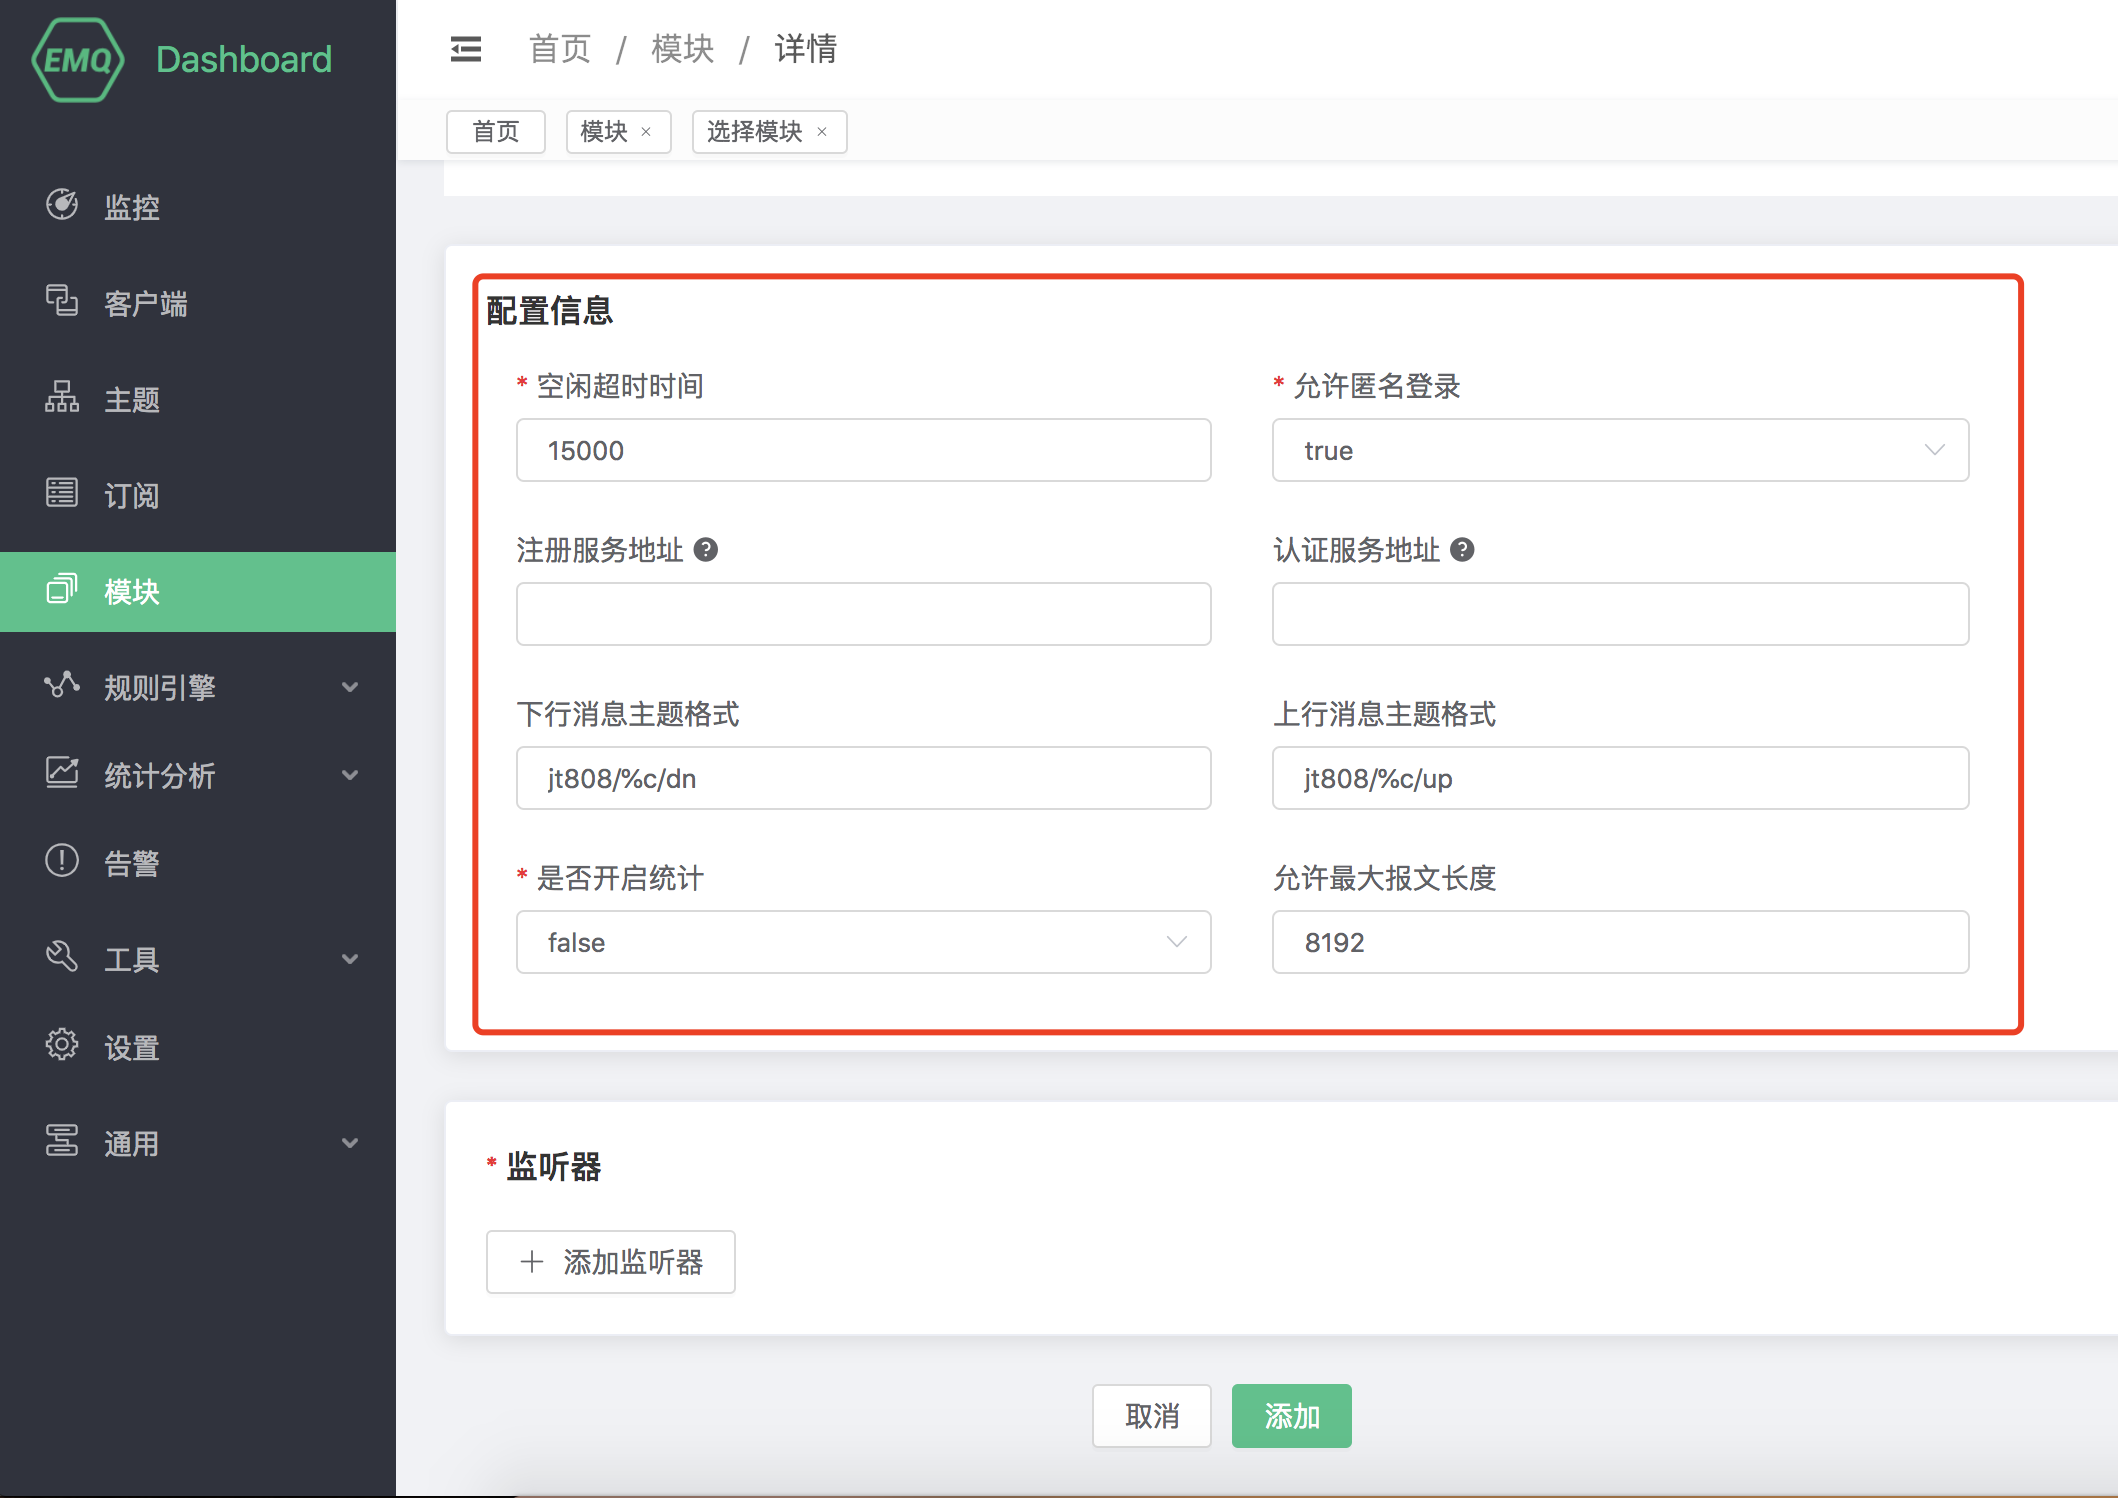 EMQ Dashboard
监控
客户端
主题
订阅
模块
规则引擎
统计分析
告警
工具
设置
通用
首页 / 模块 / 详情
首页 模块 × 选择模块 ×
配置信息
* 空闲超时时间 * 允许匿名登录
15000 true
注册服务地址 ? 认证服务地址 ?
下行消息主题格式 上行消息主题格式
jt808/%c/dn jt808/%c/up
* 是否开启统计 允许最大报文长度
false 8192
* 监听器
+ 添加监听器
取消 添加